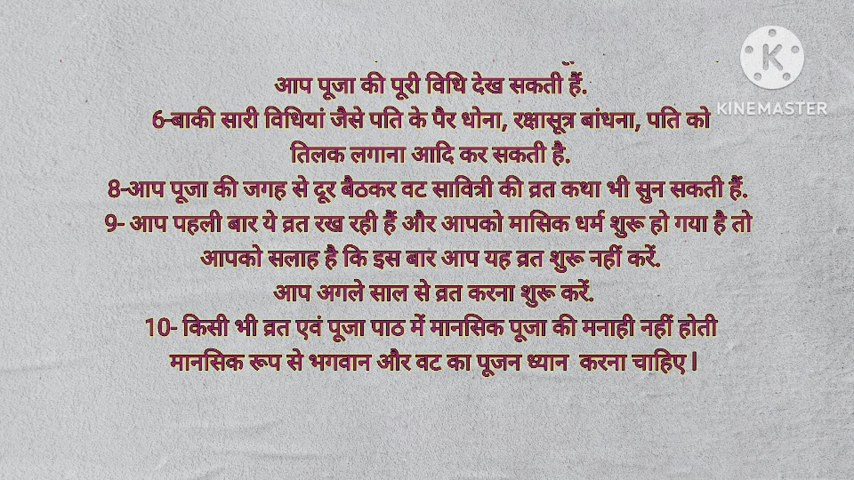 आप पूजा की पूरी विधि देख सकती हैं.
6-बाकी सारी विधियां जैसे पति के पैर धोना, रक्षासूत्र बांधना, पति को
तिलक लगाना आदि कर सकती है.
8-आप पूजा की जगह से दूर बैठकर वट सावित्री की व्रत कथा भी सुन सकती हैं.
9- आप पहली बार ये व्रत रख रही हैं और आपको मासिक धर्म शुरू हो गया है तो
आपको सलाह है कि इस बार आप यह व्रत शुरू नहीं करें.
आप अगले साल से व्रत करना शुरू करें.
10- किसी भी व्रत एवं पूजा पाठ में मानसिक पूजा की मनाही नहीं होती
मानसिक रूप से भगवान और वट का पूजन ध्यान करना चाहिए l
K
KINEMASTER